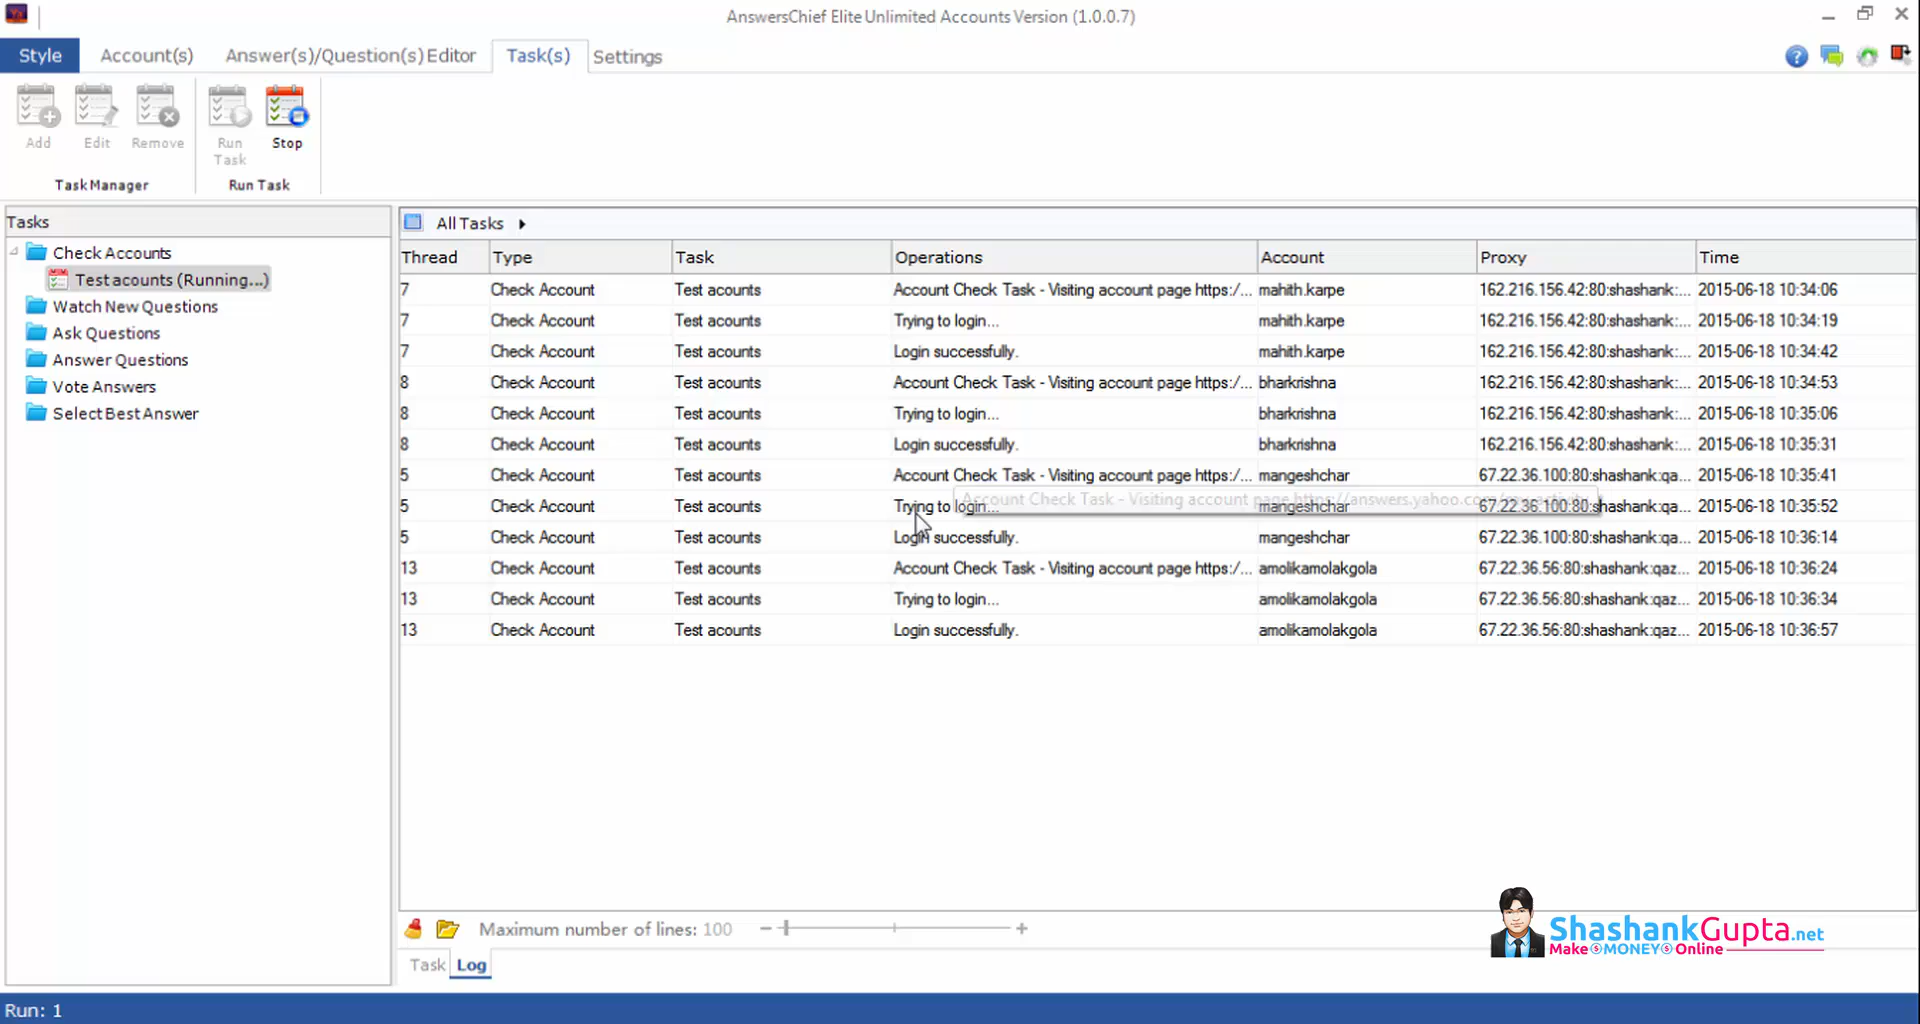 AnswersChief Elite Unlimited Accounts Version (1.0.0.7)
Style Account(s) Answer(s)/Question(s) Editor Task(s) Settings
Add Edit Remove Run Task Stop
Task Manager Run Task
Tasks
Check Accounts
Test acounts (Running...)
Watch New Questions
Ask Questions
Answer Questions
Vote Answers
Select Best Answer
All Tasks
Thread Type Task Operations Account Proxy Time
7 Check Account Test acounts Account Check Task - Visiting account page https:/... mahith.karpe 162.216.156.42:80:shashank:... 2015-06-18 10:34:06
7 Check Account Test acounts Trying to login... mahith.karpe 162.216.156.42:80:shashank:... 2015-06-18 10:34:19
7 Check Account Test acounts Login successfully. mahith.karpe 162.216.156.42:80:shashank:... 2015-06-18 10:34:42
8 Check Account Test acounts Account Check Task - Visiting account page https:/... bharkrishna 162.216.156.42:80:shashank:... 2015-06-18 10:34:53
8 Check Account Test acounts Trying to login... bharkrishna 162.216.156.42:80:shashank:... 2015-06-18 10:35:06
8 Check Account Test acounts Login successfully. bharkrishna 162.216.156.42:80:shashank:... 2015-06-18 10:35:31
5 Check Account Test acounts Account Check Task - Visiting account page https:/... mangeshchar 67.22.36.100:80:shashank:qa... 2015-06-18 10:35:41
Account Check Task - Visiting account page https://answers.yahoo.com/
5 Check Account Test acounts Trying to login... mangeshchar 67.22.36.100:80:shashank:qa... 2015-06-18 10:35:52
5 Check Account Test acounts Login successfully. mangeshchar 67.22.36.100:80:shashank:qa... 2015-06-18 10:36:14
13 Check Account Test acounts Account Check Task - Visiting account page https:/... amolikamolakgola 67.22.36.56:80:shashank:qaz... 2015-06-18 10:36:24
13 Check Account Test acounts Trying to login... amolikamolakgola 67.22.36.56:80:shashank:qaz... 2015-06-18 10:36:34
13 Check Account Test acounts Login successfully. amolikamolakgola 67.22.36.56:80:shashank:qaz... 2015-06-18 10:36:57
Maximum number of lines: 100
ShashankGupta.net
Make MONEY Online
Task Log
Run: 1